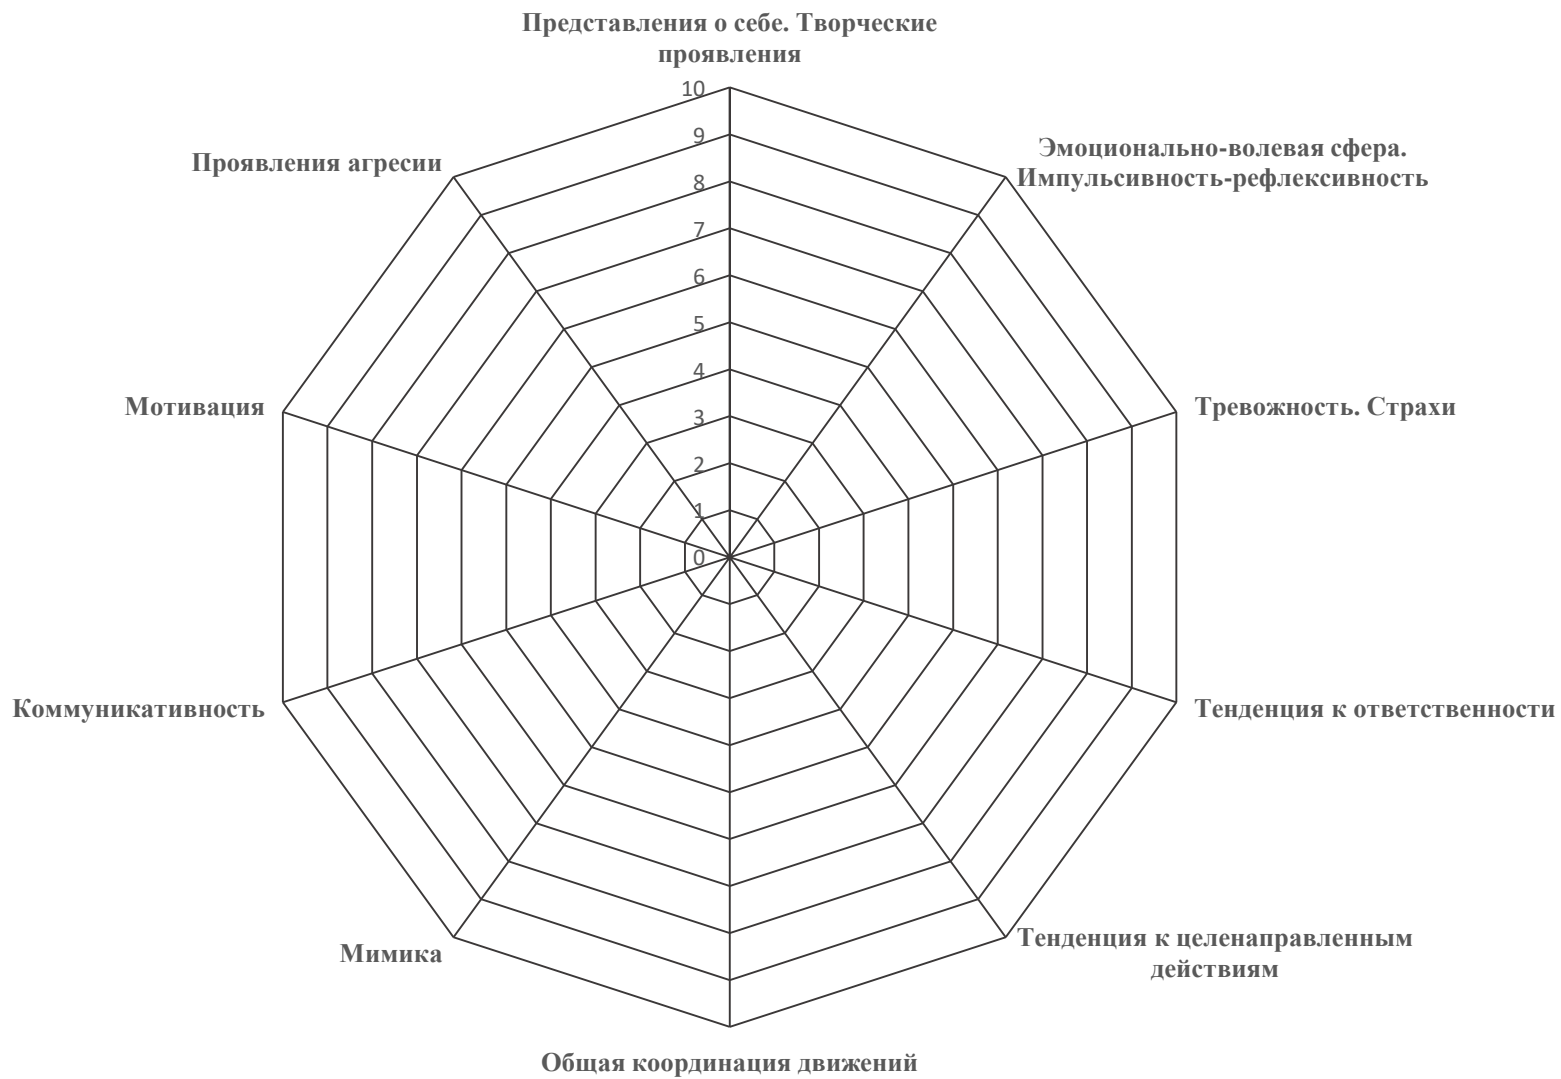 Представления о себе. Творческие
проявления
10
9
8
7
6
5
4
3
2
1
0
Эмоционально-волевая сфера.
Импульсивность-рефлексивность
Тревожность. Страхи
Тенденция к ответственности
Тенденция к целенаправленным
действиям
Общая координация движений
Мимика
Коммуникативность
Мотивация
Проявления агресии